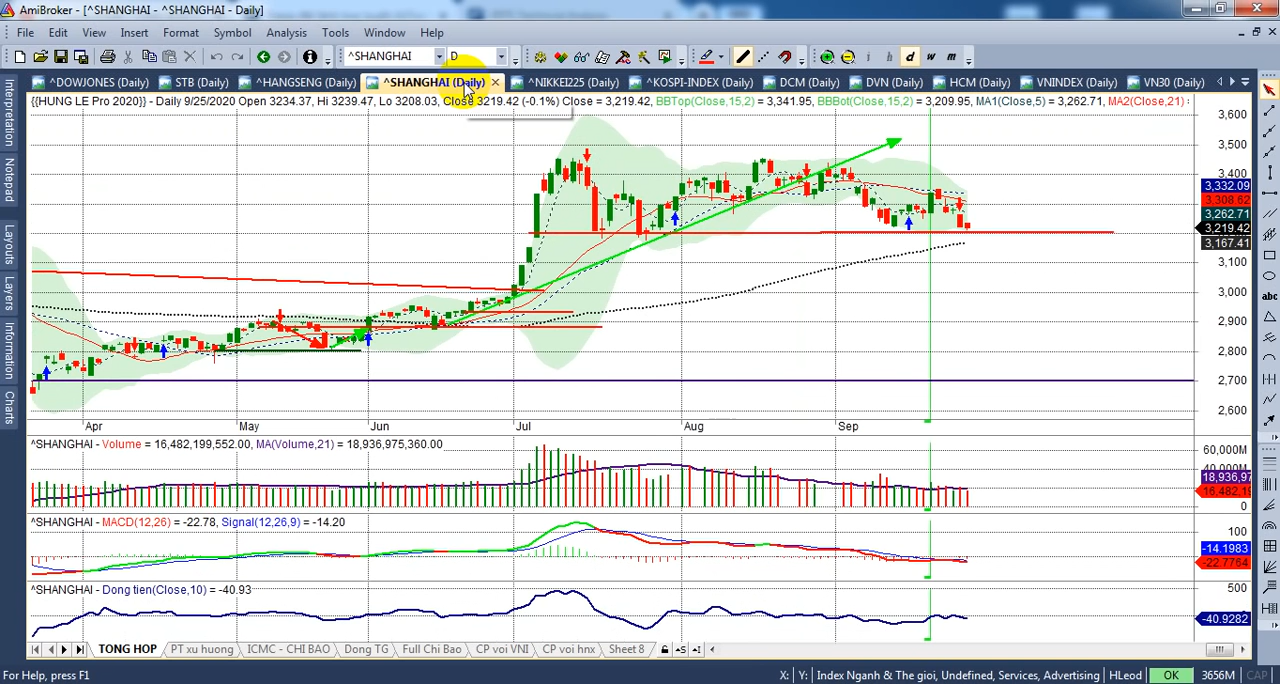 AmiBroker - [^SHANGHAI - ^SHANGHAI - Daily]
File Edit View Insert Format Symbol Analysis Tools Window Help
^SHANGHAI D i h d w m
^DOWJONES (Daily) STB (Daily) ^HANGSENG (Daily) ^SHANGHAI (Daily) ^NIKKEI225 (Daily) ^KOSPI-INDEX (Daily) DCM (Daily) DVN (Daily) HCM (Daily) VNINDEX (Daily) VN30 (Daily)
{{HUNG LE Pro 2020}} - Daily 9/25/2020 Open 3234.37, Hi 3239.47, Lo 3208.03, Close 3219.42 (-0.1%) Close = 3,219.42, BBTop(Close,15,2) = 3,341.95, BBBot(Close,15,2) = 3,209.95, MA1(Close,5) = 3,262.71, MA2(Close,21) =
Interpretation
Notepad
Layouts
Layers
Information
Charts
abc
3,600
3,500
3,400
3,332.09
3,308.62
3,262.71
3,219.42
3,167.41
3,100
3,000
2,900
2,800
2,700
2,600
Apr May Jun Jul Aug Sep
^SHANGHAI - Volume = 16,482,199,552.00, MA(Volume,21) = 18,936,975,360.00
60,000M
40,000M
18,936,97
16,482,19
0
^SHANGHAI - MACD(12,26) = -22.78, Signal(12,26,9) = -14.20
100
-14.1983
-22.7764
^SHANGHAI - Dong tien(Close,10) = -40.93
500
-40.9282
TONG HOP PT xu huong ICMC - CHI BAO Dong TG Full Chi Bao CP voi VNI CP voi hnx Sheet 8
For Help, press F1 X: Y: Index Nganh & The gioi, Undefined, Services, Advertising HLeod OK 3656M CAP